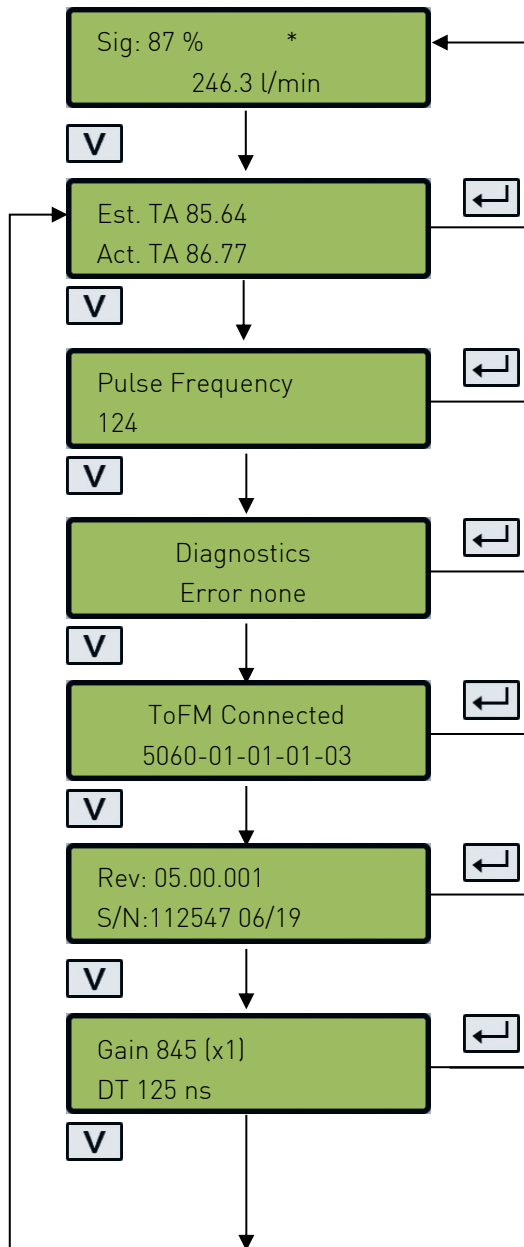 Sig: 87 % *
246.3 l/min
V
Est. TA 85.64
Act. TA 86.77
V
Pulse Frequency
124
V
Diagnostics
Error none
V
ToFM Connected
5060-01-01-01-03
V
Rev: 05.00.001
S/N:112547 06/19
V
Gain 845 (x1)
DT 125 ns
V